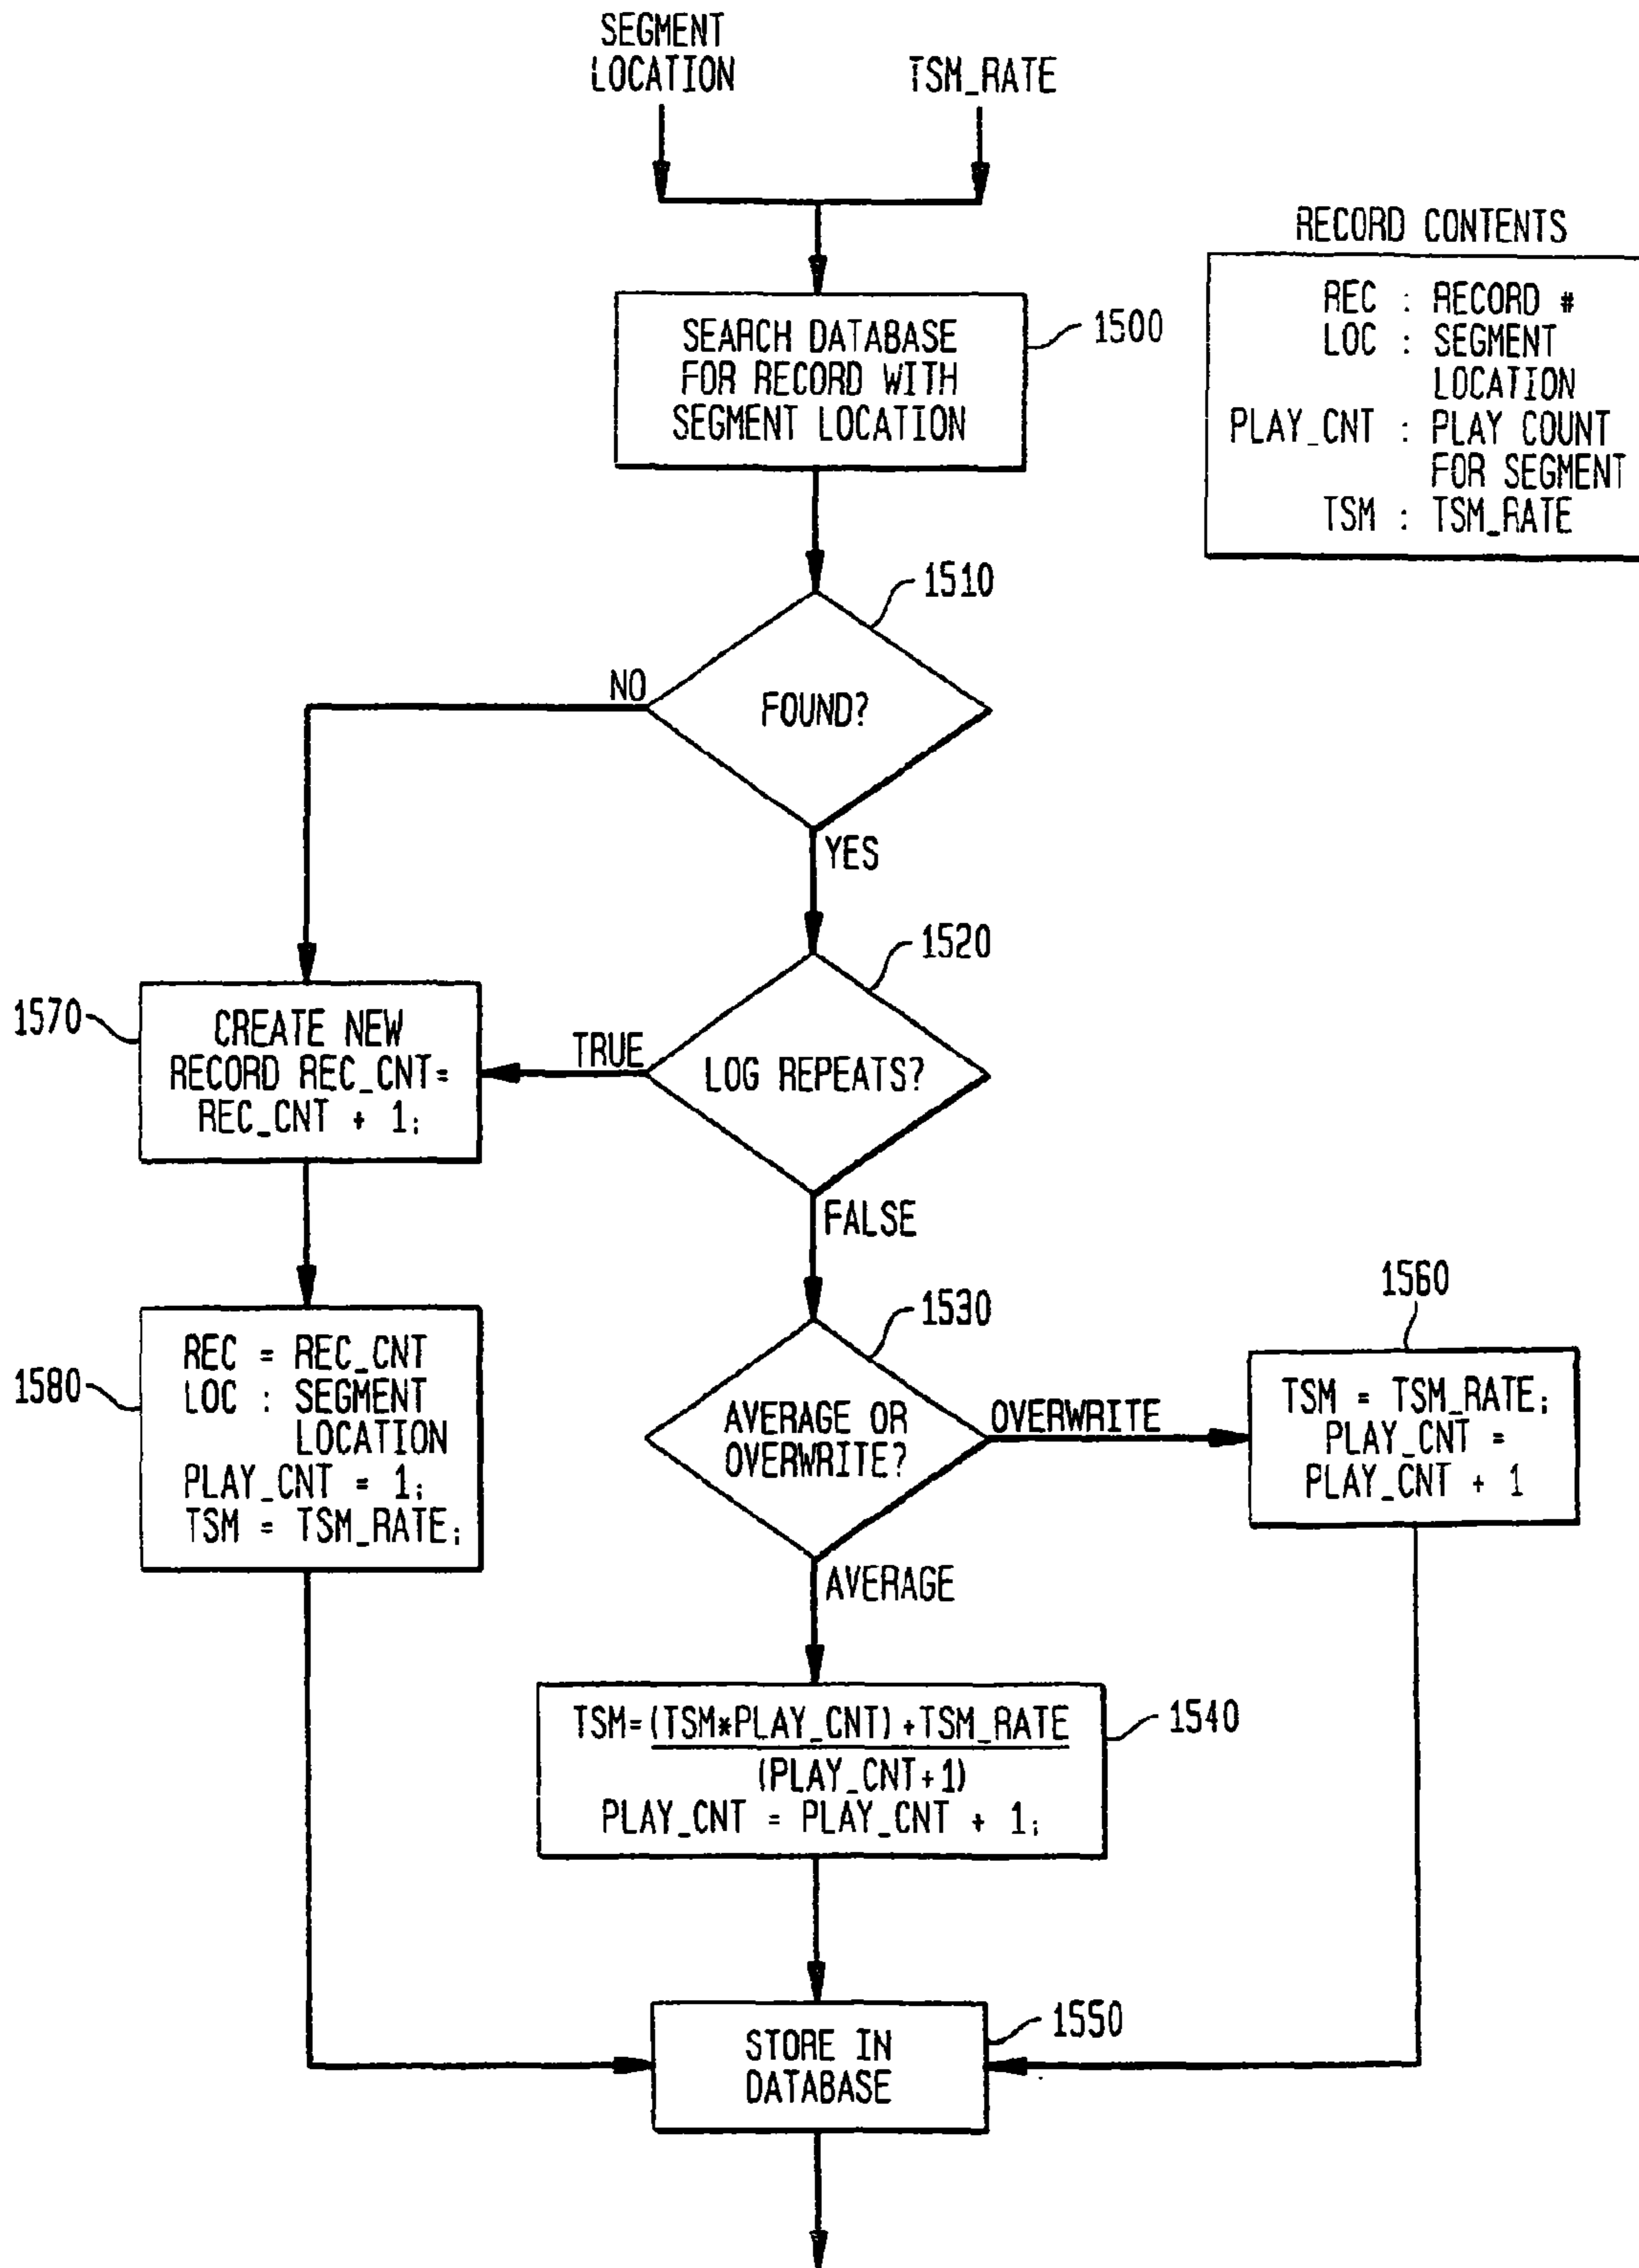 SEGMENT
LOCATION
TSM_RATE
RECORD CONTENTS
REC : RECORD #
LOC : SEGMENT
LOCATION
PLAY_CNT : PLAY COUNT
FOR SEGMENT
TSM : TSM_RATE
SEARCH DATABASE
FOR RECORD WITH
SEGMENT LOCATION
1500
1510
NO
FOUND?
YES
1520
1570
CREATE NEW
RECORD REC_CNT=
REC_CNT + 1;
TRUE
LOG REPEATS?
FALSE
1530
1560
1580
REC = REC_CNT
LOC : SEGMENT
LOCATION
PLAY_CNT = 1;
TSM = TSM_RATE;
AVERAGE OR
OVERWRITE?
OVERWRITE
TSM = TSM_RATE;
PLAY_CNT =
PLAY_CNT + 1
AVERAGE
TSM=(TSM*PLAY_CNT)+TSM_RATE
(PLAY_CNT+1)
PLAY_CNT = PLAY_CNT + 1;
1540
STORE IN
DATABASE
1550